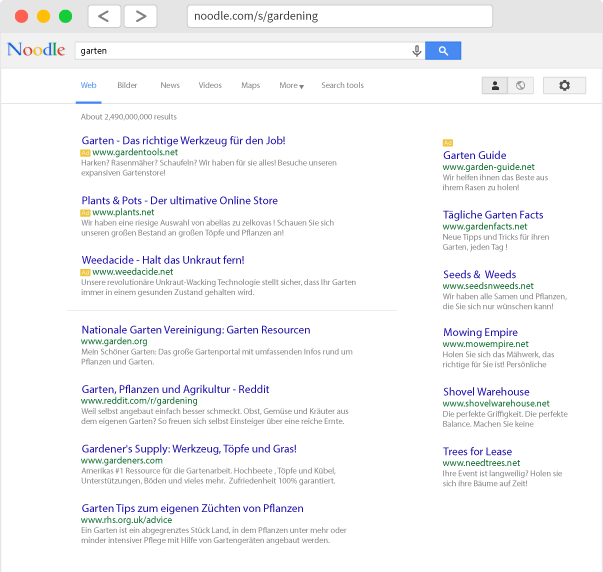 noodle.com/s/gardening
Noodle
garten
Web Bilder News Videos Maps More Search tools
About 2,490,000,000 results
Garten - Das richtige Werkzeug für den Job!
Ad www.gardentools.net
Harken? Rasenmäher? Schaufeln? Wir haben für sie alles! Besuche unseren
expansiven Gartenstore!
Plants & Pots - Der ultimative Online Store
Ad www.plants.net
Wir haben eine riesige Auswahl von abellas zu zelkovas ! Schauen Sie sich
unseren großen Bestand an großen Töpfe und Pflanzen an!
Weedacide - Halt das Unkraut fern!
Ad www.weedacide.net
Unsere revolutionäre Unkraut-Wacking Technologie stellt sicher, dass Ihr Garten
immer in einem gesunden Zustand gehalten wird.
Nationale Garten Vereinigung: Garten Resourcen
www.garden.org
Mein Schöner Garten: Das große Gartenportal mit umfassenden Infos rund um
Pflanzen und Garten.
Garten, Pflanzen und Agrikultur - Reddit
www.reddit.com/r/gardening
Weil selbst angebaut einfach besser schmeckt. Obst, Gemüse und Kräuter aus
dem eigenen Garten? So freuen sich selbst Einsteiger über eine reiche Ernte.
Gardener's Supply: Werkzeug, Töpfe und Gras!
www.gardeners.com
Amerikas #1 Ressource für die Gartenarbeit. Hochbeete , Töpfe und Kübel,
Unterstützungen, Böden und vieles mehr. Zufriedenheit 100% garantiert.
Garten Tips zum eigenen Züchten von Pflanzen
www.rhs.org.uk/advice
Ein Garten ist ein abgegrenztes Stück Land, in dem Pflanzen unter mehr oder
minder intensiver Pflege mit Hilfe von Gartengeräten angebaut werden.
Ad
Garten Guide
www.garden-guide.net
Wir helfen ihnen das Beste aus
ihrem Rasen zu holen!
Tägliche Garten Facts
www.gardenfacts.net
Neue Tipps und Tricks für ihren
Garten, jeden Tag !
Seeds & Weeds
www.seedsnweeds.net
Wir haben alle Samen und Pflanzen,
die Sie sich nur wünschen kann!
Mowing Empire
www.mowempire.net
Holen Sie sich das Mähwerk, das
richtige für Sie ist! Persönliche
Shovel Warehouse
www.shovelwarehouse.net
Die perfekte Griffigkeit. Die perfekte
Balance. Machen Sie keine
Trees for Lease
www.needtrees.net
Ihre Event ist langweilig? Holen sie
sich ihre Bäume auf Zeit!